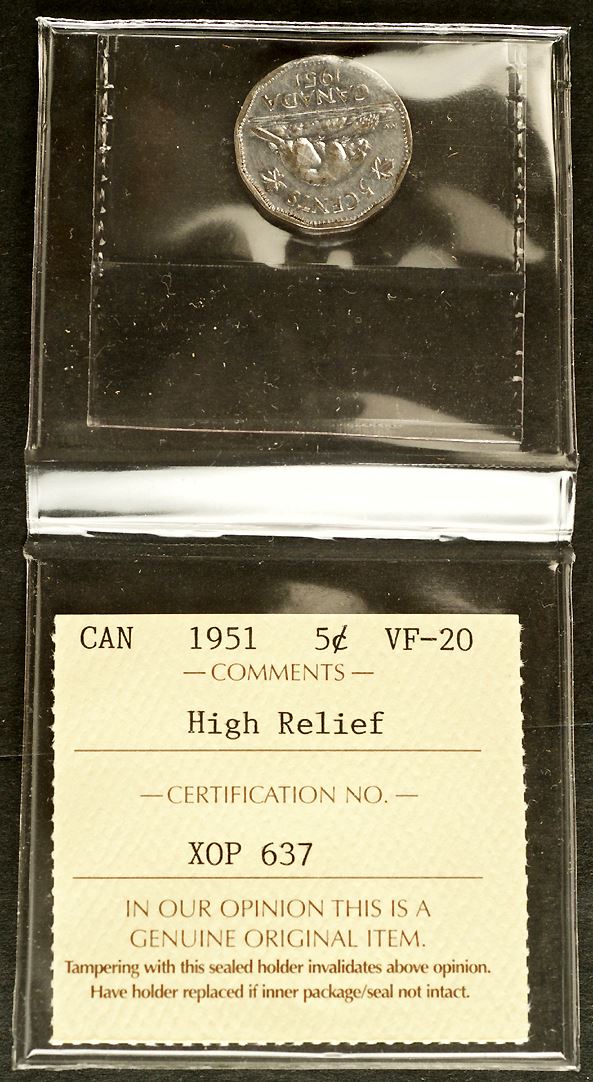 5 CENTS
CANADA
1951
CAN 1951 5¢ VF-20
—COMMENTS—
High Relief
—CERTIFICATION NO.—
XOP 637
IN OUR OPINION THIS IS A
GENUINE ORIGINAL ITEM.
Tampering with this sealed holder invalidates above opinion.
Have holder replaced if inner package/seal not intact.